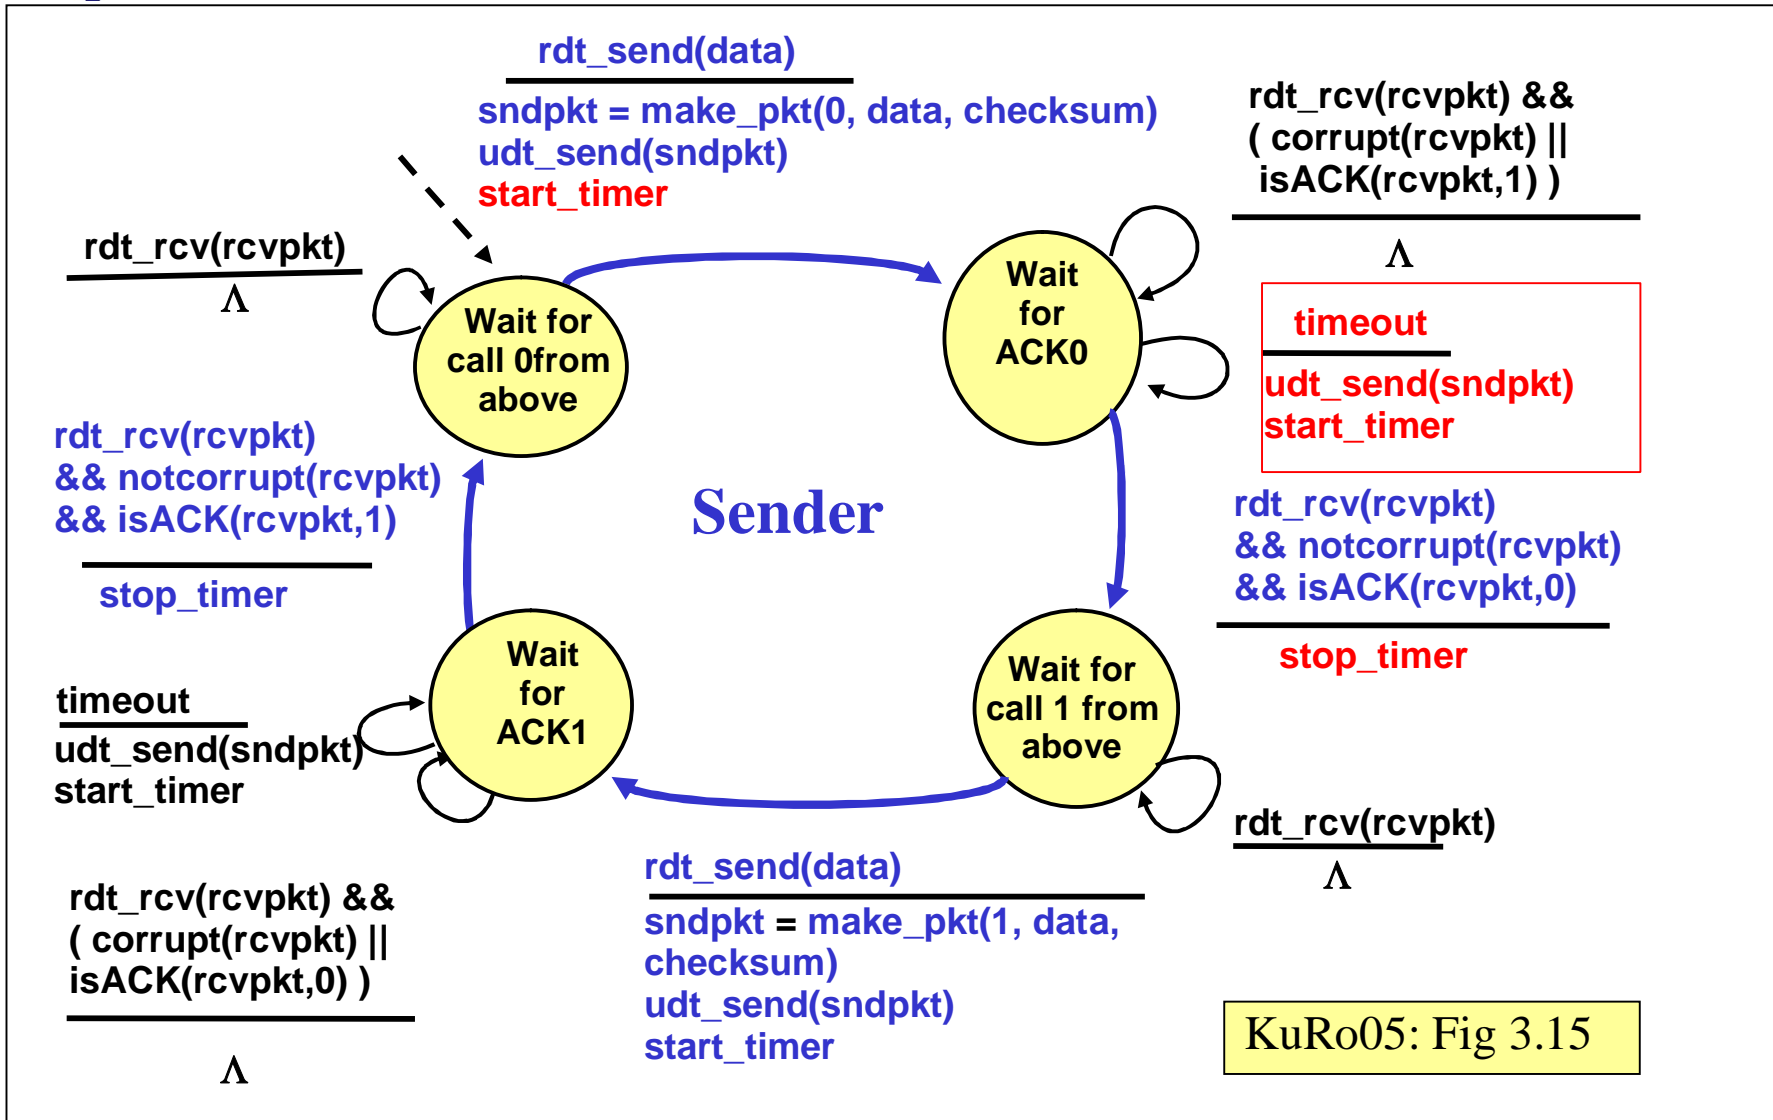 rdt_send(data)
sndpkt = make_pkt(0, data, checksum)
udt_send(sndpkt)
start_timer
rdt_rcv(rcvpkt) &&
( corrupt(rcvpkt) ||
isACK(rcvpkt,1) )
Λ
rdt_rcv(rcvpkt)
Λ
Wait for
call 0from
above
Wait
for
ACK0
timeout
udt_send(sndpkt)
start_timer
rdt_rcv(rcvpkt)
&& notcorrupt(rcvpkt)
&& isACK(rcvpkt,1)
stop_timer
Sender
rdt_rcv(rcvpkt)
&& notcorrupt(rcvpkt)
&& isACK(rcvpkt,0)
stop_timer
Wait
for
ACK1
Wait for
call 1 from
above
timeout
udt_send(sndpkt)
start_timer
rdt_rcv(rcvpkt)
Λ
rdt_rcv(rcvpkt) &&
( corrupt(rcvpkt) ||
isACK(rcvpkt,0) )
Λ
rdt_send(data)
sndpkt = make_pkt(1, data,
checksum)
udt_send(sndpkt)
start_timer
KuRo05: Fig 3.15